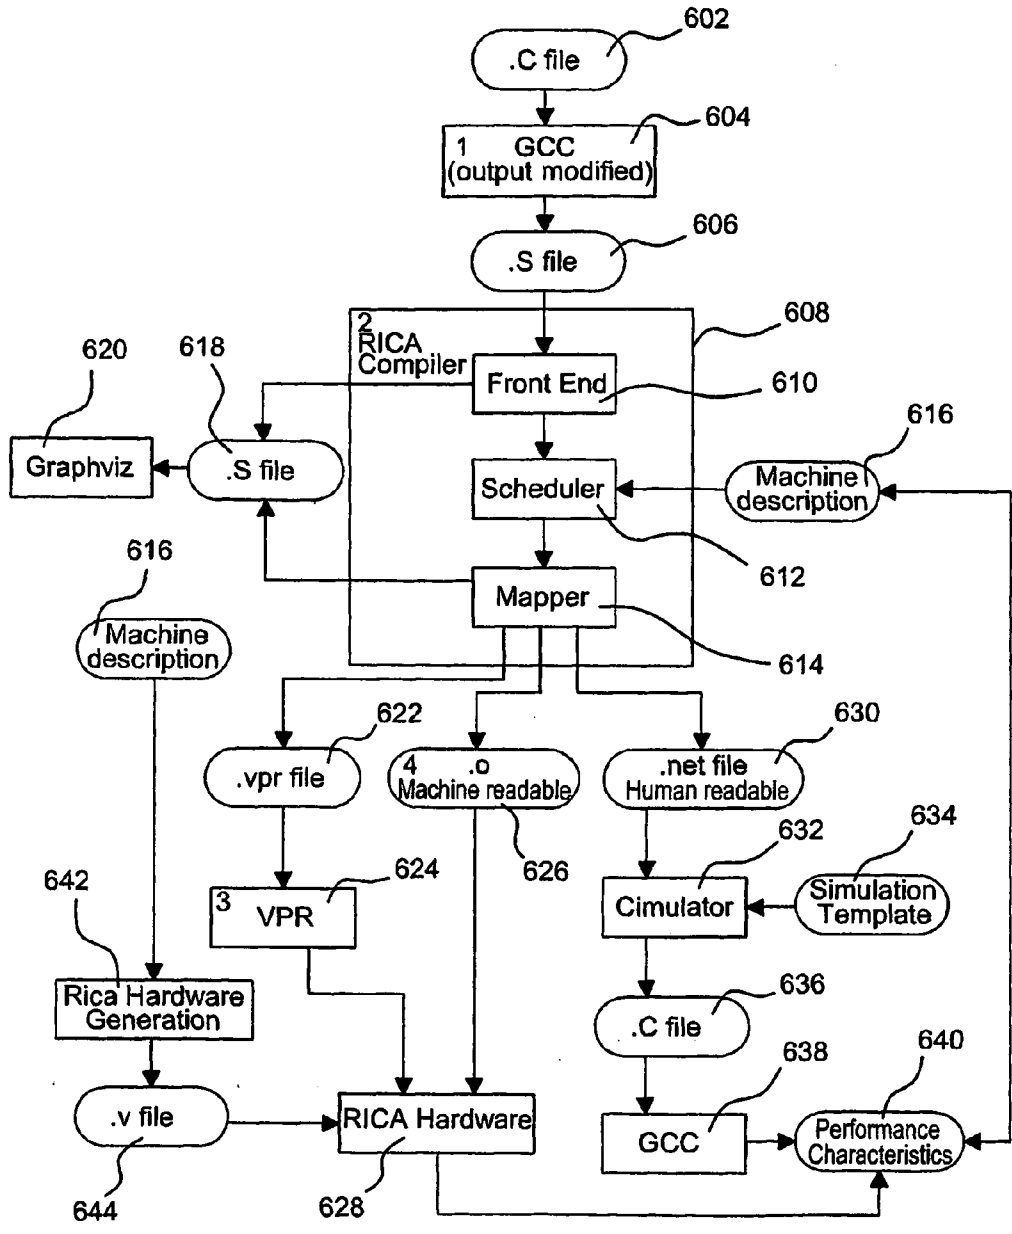 602
.C file
604
1 GCC
(output modified)
606
.S file
608
2
RICA
Compiler
620
618
Front End
610
616
Graphviz
.S file
Scheduler
Machine
description
616
612
Mapper
Machine
description
614
622
630
.vpr file
4 .o
Machine readable
.net file
Human readable
634
632
624
626
642
3 VPR
Cimulator
Simulation
Template
Rica Hardware
Generation
636
.C file
638
640
.v file
RICA Hardware
GCC
Performance
Characteristics
644
628